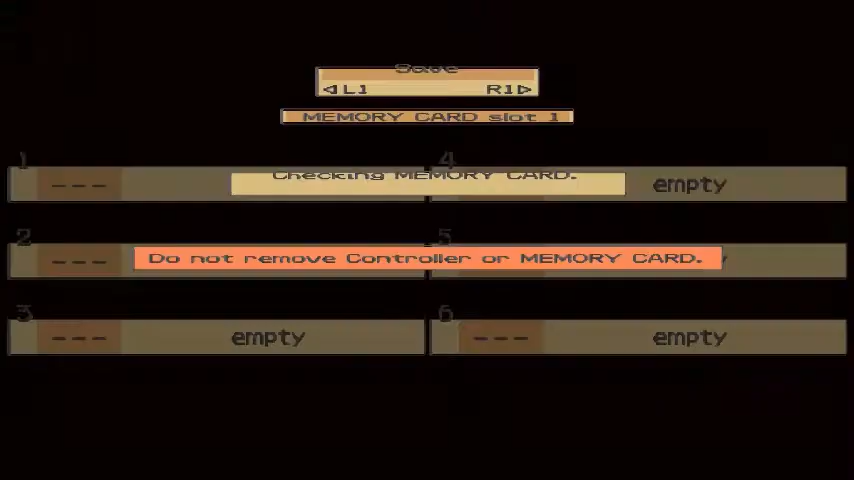 Save
◁L1 R1▷
MEMORY CARD slot 1
1 --- 4 empty
Checking MEMORY CARD.
2 --- 5
Do not remove Controller or MEMORY CARD.
3 --- empty 6 --- empty